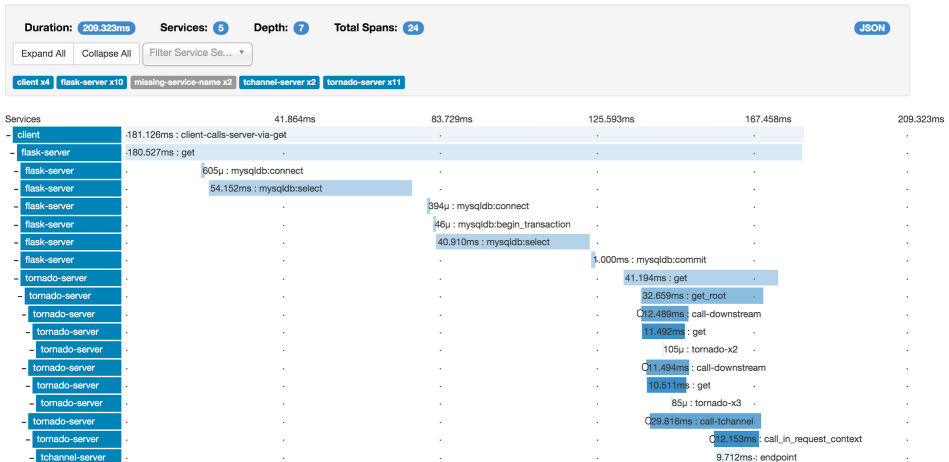 Duration: 209.323ms Services: 5 Depth: 7 Total Spans: 24 JSON
Expand All Collapse All Filter Service Se...
client x4 flask-server x10 missing-service-name x2 tchannel-server x2 tornado-server x11
Services 41.864ms 83.729ms 125.593ms 167.458ms 209.323ms
- client 181.126ms : client-calls-server-via-get
- flask-server 180.527ms : get
- flask-server 605μ : mysqldb:connect
- flask-server 54.152ms : mysqldb:select
- flask-server 394μ : mysqldb:connect
- flask-server 46μ : mysqldb:begin_transaction
- flask-server 40.910ms : mysqldb:select
- flask-server 1.000ms : mysqldb:commit
- tornado-server 41.194ms : get
- tornado-server 32.659ms : get_root
- tornado-server 12.489ms : call-downstream
- tornado-server 11.492ms : get
- tornado-server 105μ : tornado-x2
- tornado-server 11.494ms : call-downstream
- tornado-server 10.511ms : get
- tornado-server 85μ : tornado-x3
- tornado-server 29.816ms : call-tchannel
- tornado-server 12.153ms : call_in_request_context
- tchannel-server 9.712ms : endpoint